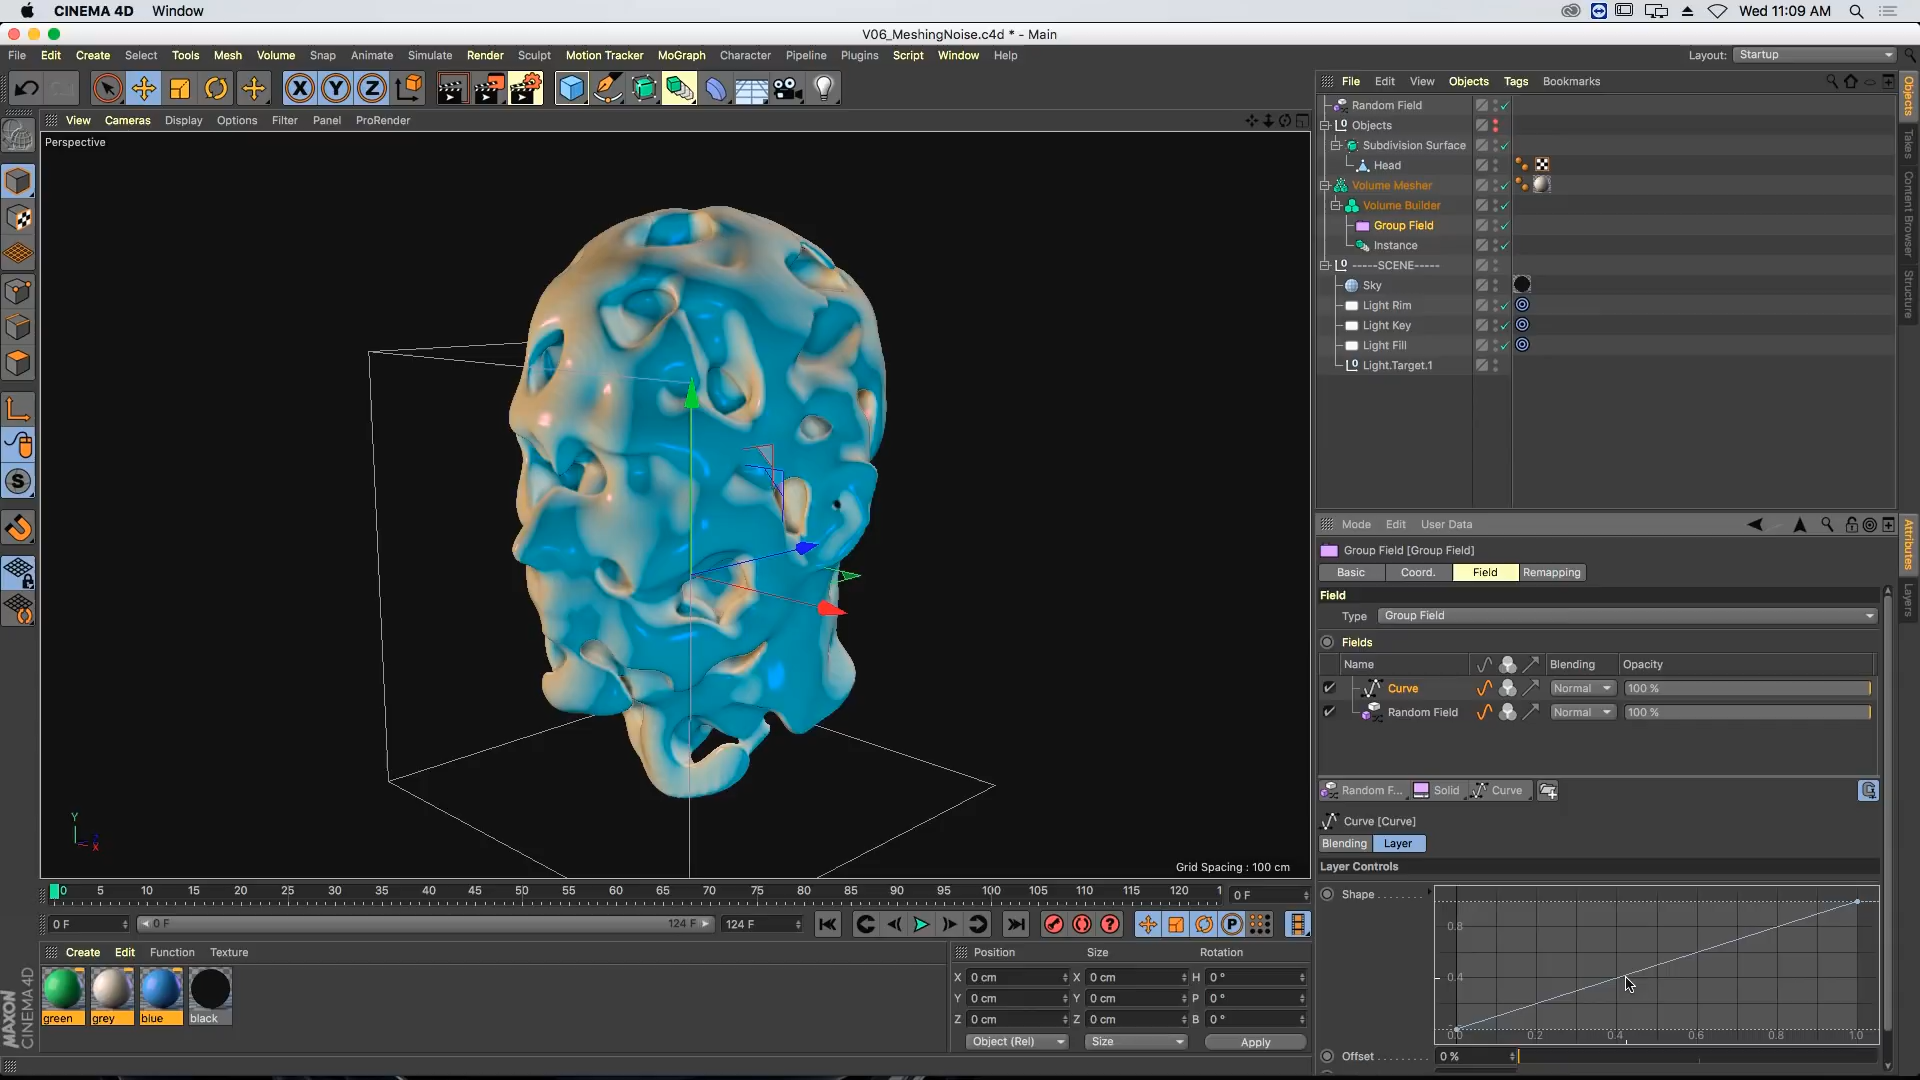 CINEMA 4D Window Wed 11:09 AM
V06_MeshingNoise.c4d * - Main
File Edit Create Select Tools Mesh Volume Snap Animate Simulate Render Sculpt Motion Tracker MoGraph Character Pipeline Plugins Script Window Help Layout: Startup
X Y Z
File Edit View Objects Tags Bookmarks
View Cameras Display Options Filter Panel ProRender
Perspective
Random Field
Objects
Subdivision Surface
Head
Volume Mesher
Volume Builder
Group Field
Instance
-----SCENE-----
Sky
Light Rim
Light Key
Light Fill
Light.Target.1
Objects
Takes
Content Browser
Structure
Mode Edit User Data
Group Field [Group Field]
Basic Coord. Field Remapping
Field
Type Group Field
Fields
Name Blending Opacity
Curve Normal 100 %
Random Field Normal 100 %
Random F... Solid Curve
Curve [Curve]
Blending Layer
Layer Controls
Shape
0.8
0.4
0.0 0.2 0.4 0.6 0.8 1.0
Offset 0 %
Attributes
Layers
Y
Z
X
Grid Spacing : 100 cm
0 5 10 15 20 25 30 35 40 45 50 55 60 65 70 75 80 85 90 95 100 105 110 115 120 1 0 F
0 F 0 F 124 F 124 F
Create Edit Function Texture
green grey blue black
Position Size Rotation
X 0 cm X 0 cm H 0 °
Y 0 cm Y 0 cm P 0 °
Z 0 cm Z 0 cm B 0 °
Object (Rel) Size Apply
MAXON
CINEMA 4D